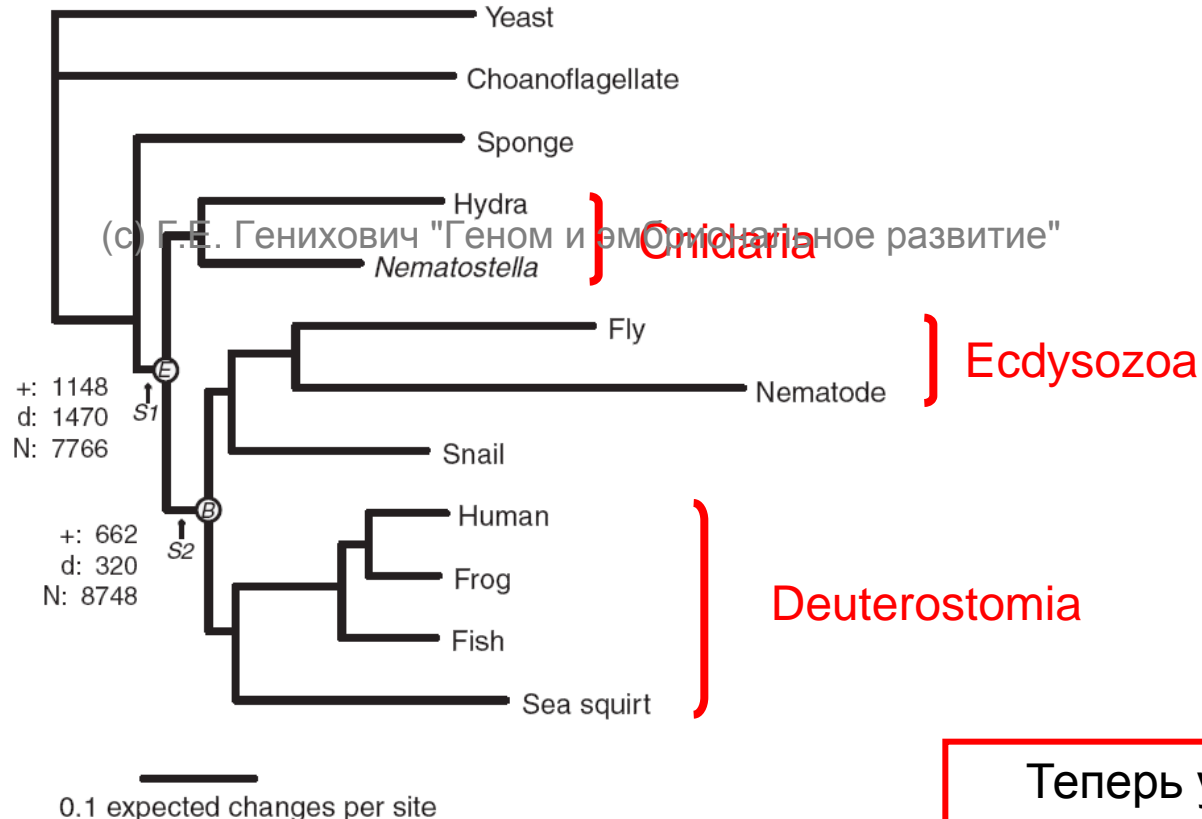 Yeast
Choanoflagellate
Sponge
Hydra
(c) Г.Е. Генихович "Геном и эмбриональное развитие"
Cnidaria
Nematostella
Fly
Ecdysozoa
E
+: 1148
d: 1470
N: 7766
S1
Nematode
Snail
B
Human
+: 662
d: 320
N: 8748
S2
Frog
Deuterostomia
Fish
Sea squirt
0.1 expected changes per site
Теперь у